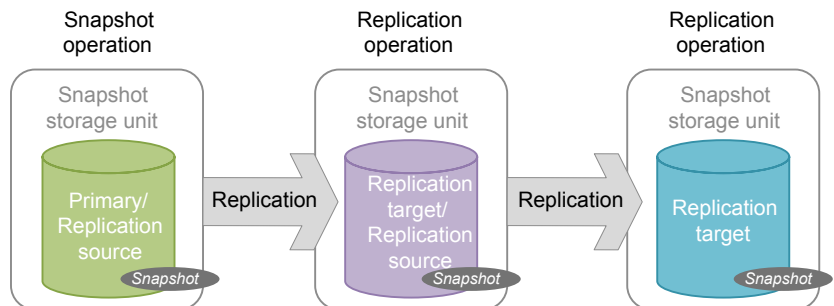 Snapshot
operation
Replication
operation
Replication
operation
Snapshot
storage unit
Snapshot
storage unit
Snapshot
storage unit
Primary/
Replication
source
Replication
Replication
target/
Replication
source
Replication
Replication
target
Snapshot
Snapshot
Snapshot